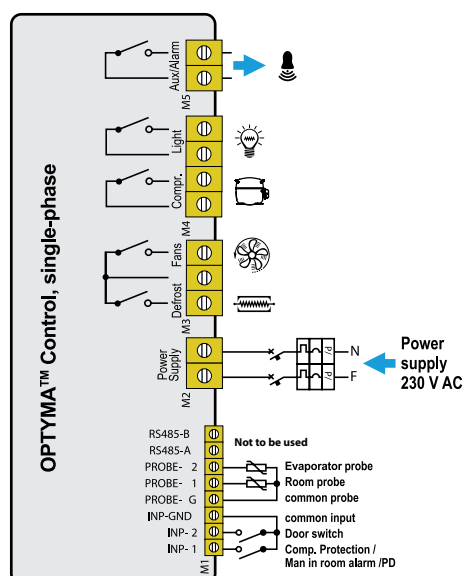 OPTYMA™ Control, single-phase
Aux/Alarm
M5
Light
Compr.
M4
Fans
Defrost
M3
Power
Supply
M2
N
F
P/
P/
Power
supply
230 V AC
RS485-B
RS485-A
Not to be used
PROBE- 2
Evaporator probe
PROBE- 1
Room probe
PROBE- G
common probe
INP-GND
common input
INP- 2
Door switch
INP- 1
Comp. Protection /
Man in room alarm /PD
M1